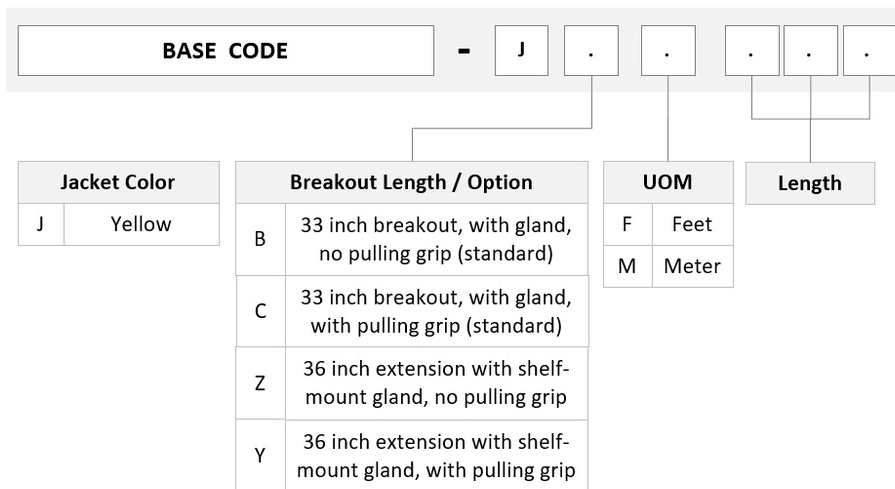 BASE CODE - J . . . . .
Jacket Color
J Yellow
Breakout Length / Option
B 33 inch breakout, with gland,
no pulling grip (standard)
C 33 inch breakout, with gland,
with pulling grip (standard)
Z 36 inch extension with shelf-
mount gland, no pulling grip
Y 36 inch extension with shelf-
mount gland, with pulling grip
UOM
F Feet
M Meter
Length